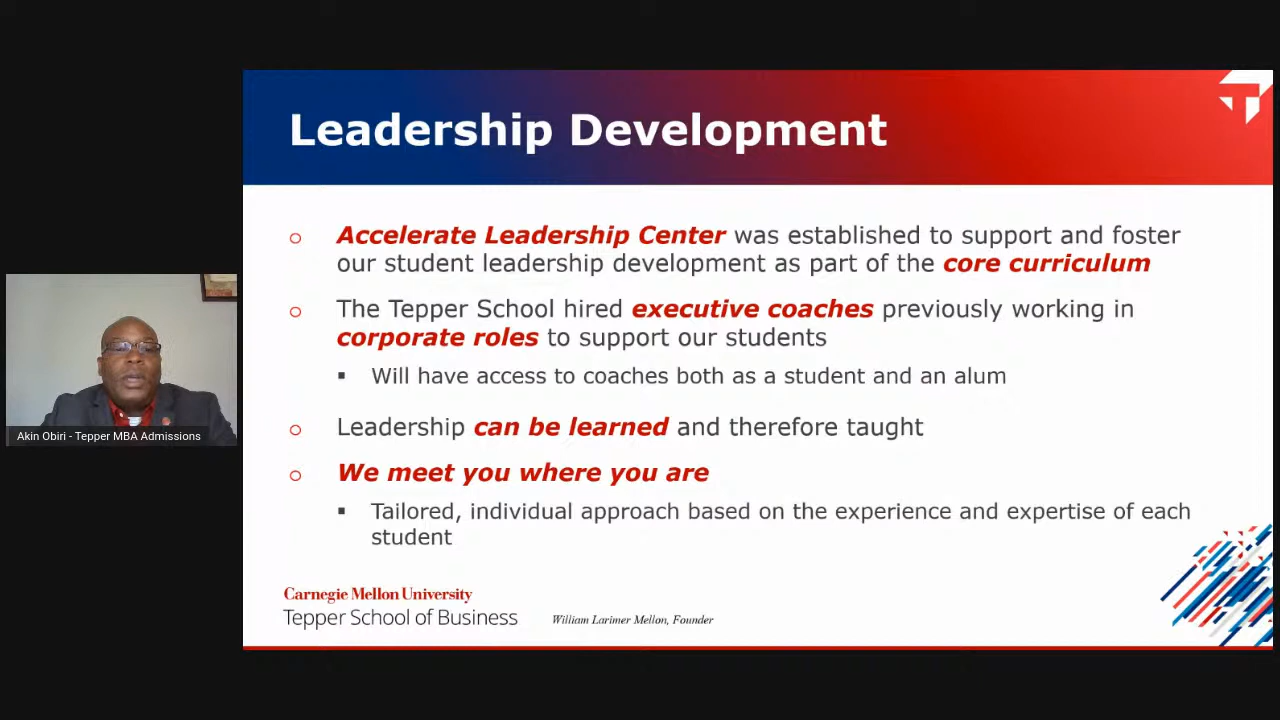 Leadership Development
Accelerate Leadership Center was established to support and foster
our student leadership development as part of the core curriculum
The Tepper School hired executive coaches previously working in
corporate roles to support our students
Will have access to coaches both as a student and an alum
Leadership can be learned and therefore taught
We meet you where you are
Tailored, individual approach based on the experience and expertise of each
student
Akin Obiri - Tepper MBA Admissions
Carnegie Mellon University
Tepper School of Business
William Larimer Mellon, Founder